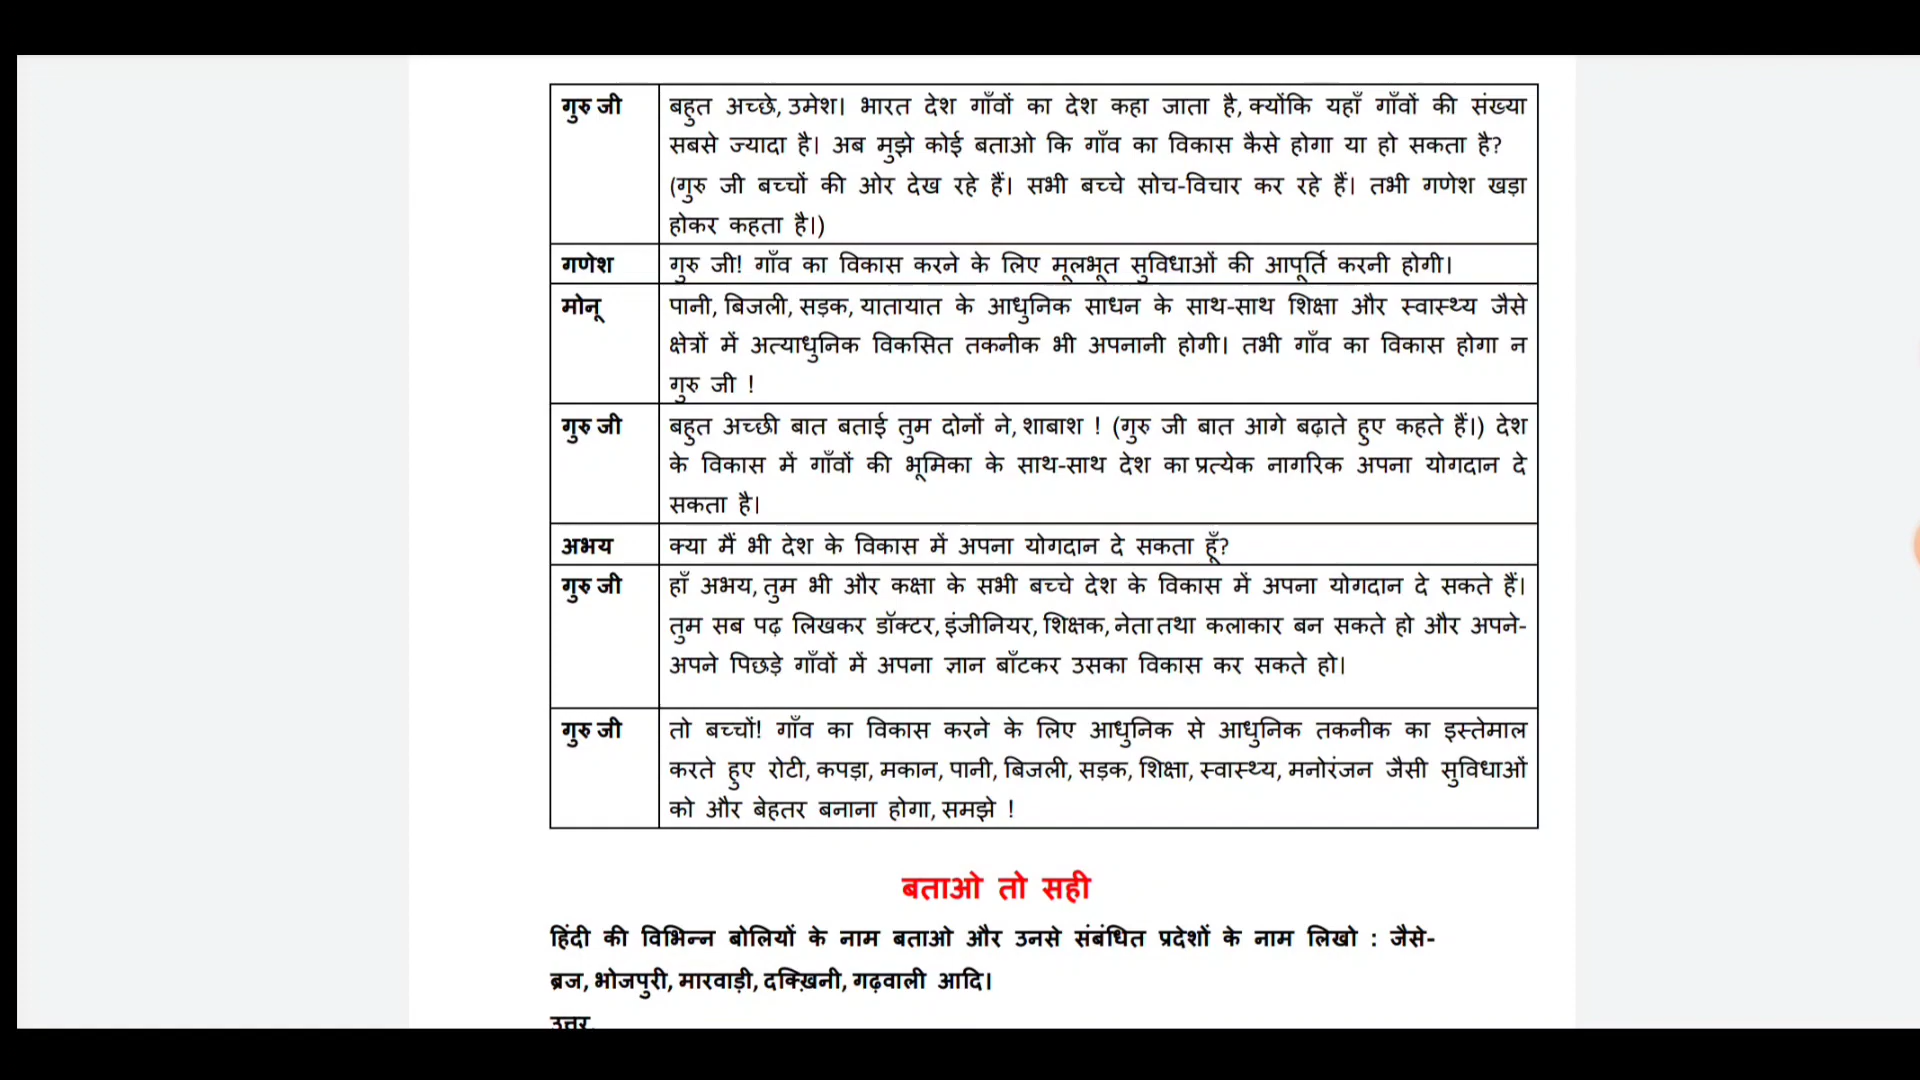 गुरु जी बहुत अच्छे, उमेश। भारत देश गाँवों का देश कहा जाता है, क्योंकि यहाँ गाँवों की संख्या
सबसे ज्यादा है। अब मुझे कोई बताओ कि गाँव का विकास कैसे होगा या हो सकता है?
(गुरु जी बच्चों की ओर देख रहे हैं। सभी बच्चे सोच-विचार कर रहे हैं। तभी गणेश खड़ा
होकर कहता है।)
गणेश गुरु जी! गाँव का विकास करने के लिए मूलभूत सुविधाओं की आपूर्ति करनी होगी।
मोनू पानी, बिजली, सड़क, यातायात के आधुनिक साधन के साथ-साथ शिक्षा और स्वास्थ्य जैसे
क्षेत्रों में अत्याधुनिक विकसित तकनीक भी अपनानी होगी। तभी गाँव का विकास होगा न
गुरु जी !
गुरु जी बहुत अच्छी बात बताई तुम दोनों ने, शाबाश ! (गुरु जी बात आगे बढ़ाते हुए कहते हैं।) देश
के विकास में गाँवों की भूमिका के साथ-साथ देश का प्रत्येक नागरिक अपना योगदान दे
सकता है।
अभय क्या मैं भी देश के विकास में अपना योगदान दे सकता हूँ?
गुरु जी हाँ अभय, तुम भी और कक्षा के सभी बच्चे देश के विकास में अपना योगदान दे सकते हैं।
तुम सब पढ़ लिखकर डॉक्टर, इंजीनियर, शिक्षक, नेता तथा कलाकार बन सकते हो और अपने-
अपने पिछड़े गाँवों में अपना ज्ञान बाँटकर उसका विकास कर सकते हो।
गुरु जी तो बच्चों! गाँव का विकास करने के लिए आधुनिक से आधुनिक तकनीक का इस्तेमाल
करते हुए रोटी, कपड़ा, मकान, पानी, बिजली, सड़क, शिक्षा, स्वास्थ्य, मनोरंजन जैसी सुविधाओं
को और बेहतर बनाना होगा, समझे !
बताओ तो सही
हिंदी की विभिन्न बोलियों के नाम बताओ और उनसे संबंधित प्रदेशों के नाम लिखो : जैसे-
ब्रज, भोजपुरी, मारवाड़ी, दक्खिनी, गढ़वाली आदि।
उत्तर.